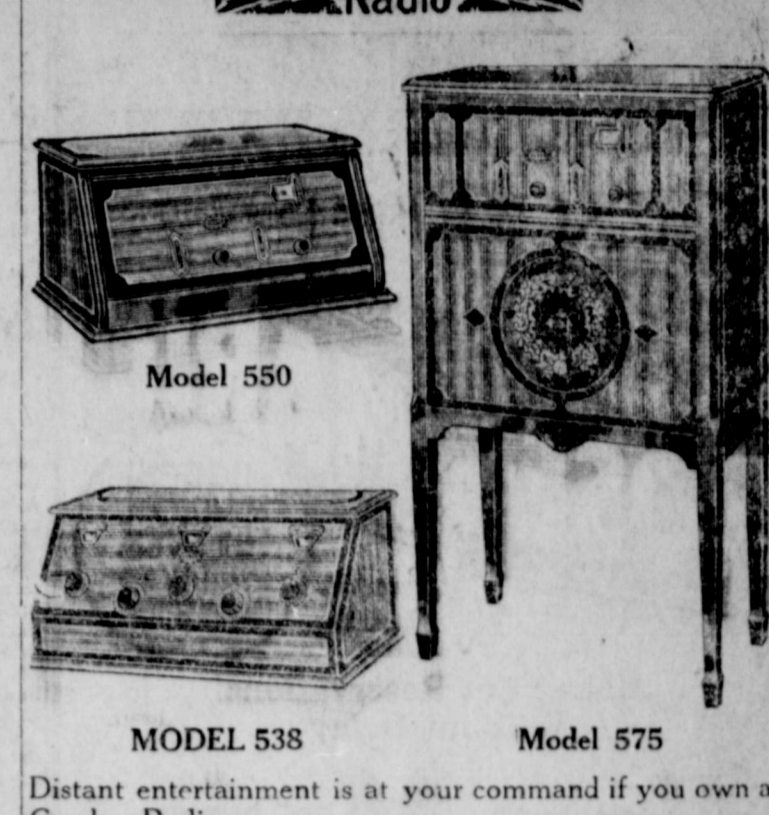 Radio
Model 550
MODEL 538
Model 575
Distant entertainment is at your command if you own a